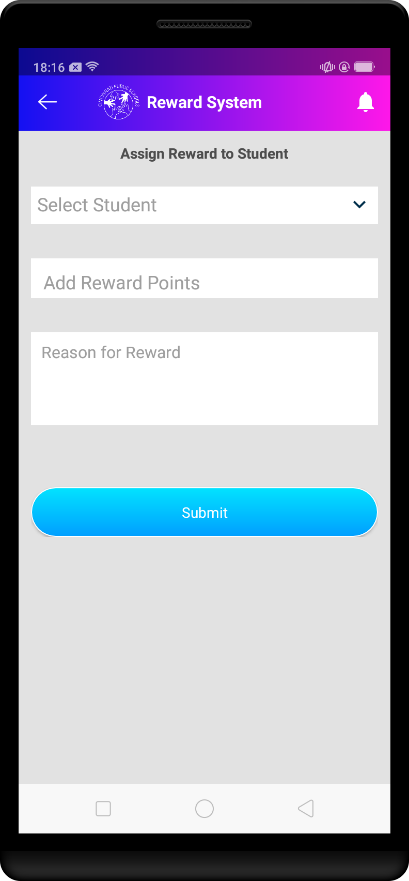 18:16
Reward System
Assign Reward to Student
Select Student
Add Reward Points
Reason for Reward
Submit